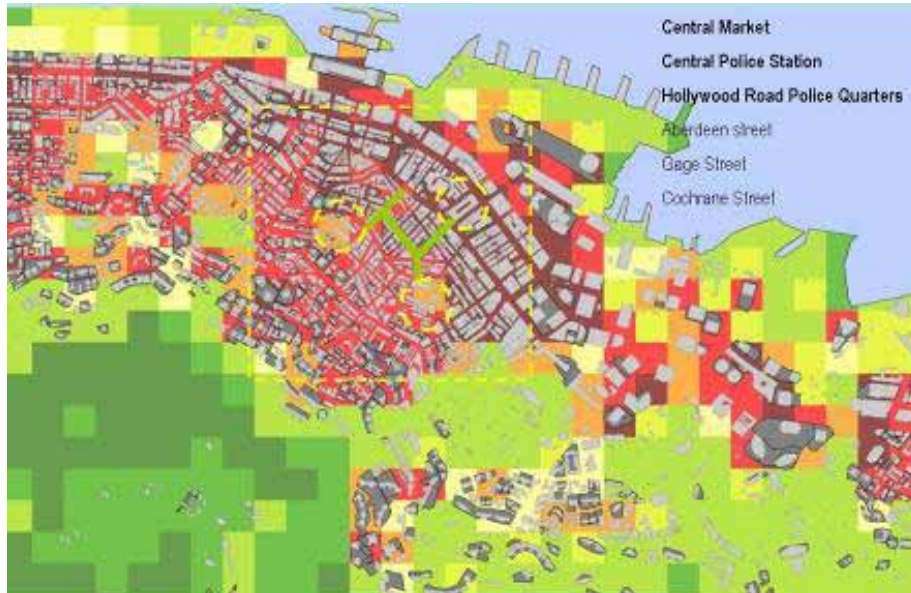 Central Market
Central Police Station
Hollywood Road Police Quarters
Aberdeen street
Gage Street
Cochrane Street